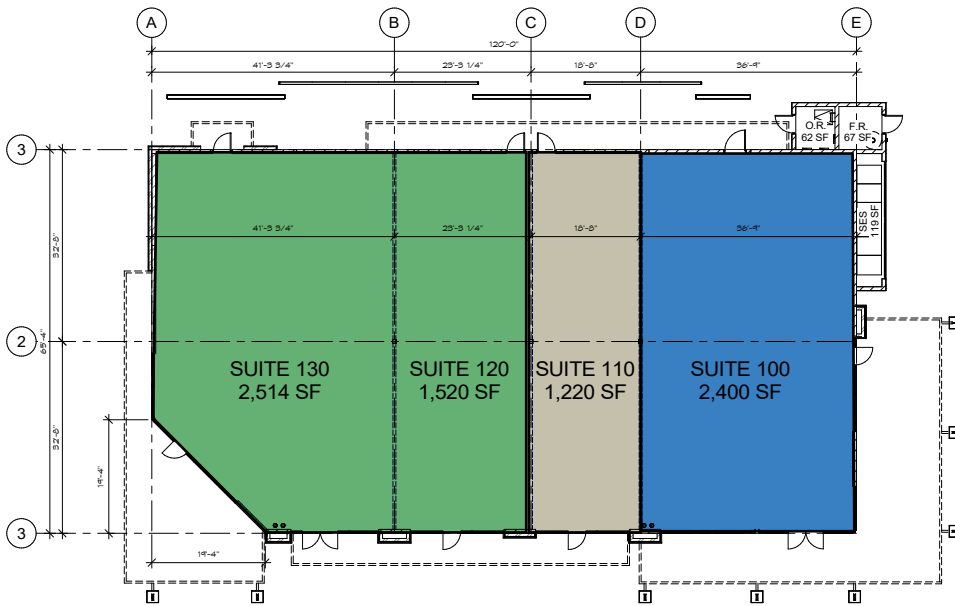 A
B
C
D
E
120'-0"
41'-3 3/4"
23'-3 1/4"
18'-8"
36'-9"
O.R.
62 SF
F.R.
67 SF
3
SES
119 SF
41'-3 3/4"
23'-3 1/4"
18'-8"
36'-9"
32'-8"
65'-4"
2
SUITE 130
2,514 SF
SUITE 120
1,520 SF
SUITE 110
1,220 SF
SUITE 100
2,400 SF
32'-8"
19'-4"
3
19'-4"